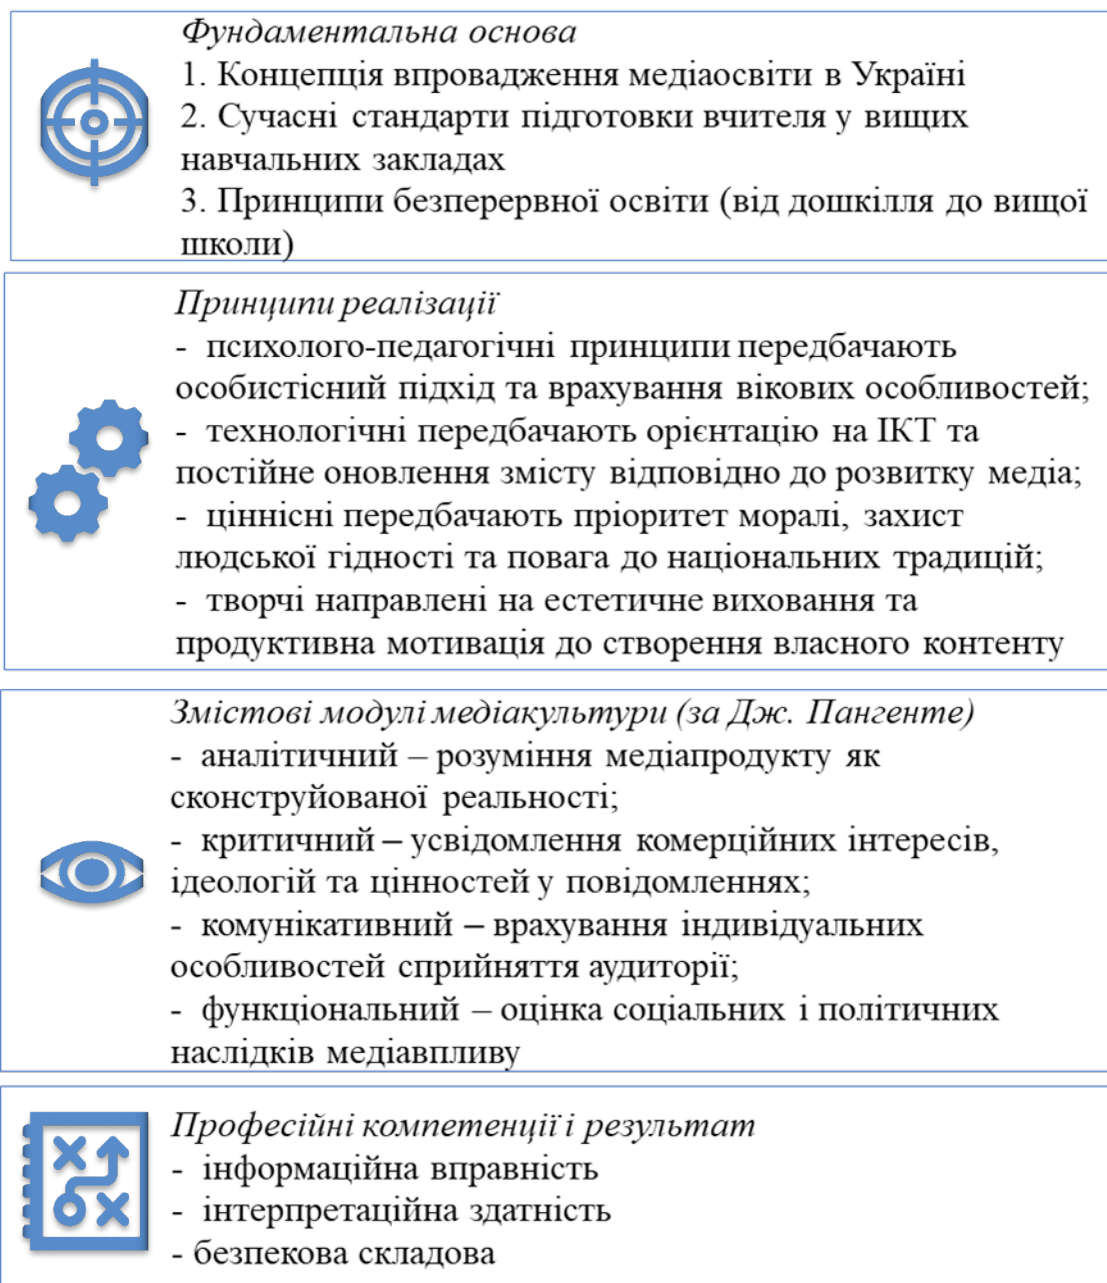 Фундаментальна основа
1. Концепція впровадження медіаосвіти в Україні
2. Сучасні стандарти підготовки вчителя у вищих
навчальних закладах
3. Принципи безперервної освіти (від дошкілля до вищої
школи)
Принципи реалізації
- психолого-педагогічні принципи передбачають
особистісний підхід та врахування вікових особливостей;
- технологічні передбачають орієнтацію на ІКТ та
постійне оновлення змісту відповідно до розвитку медіа;
- ціннісні передбачають пріоритет моралі, захист
людської гідності та повага до національних традицій;
- творчі направлені на естетичне виховання та
продуктивна мотивація до створення власного контенту
Змістові модулі медіакультури (за Дж. Пангенте)
- аналітичний – розуміння медіапродукту як
сконструйованої реальності;
- критичний – усвідомлення комерційних інтересів,
ідеологій та цінностей у повідомленнях;
- комунікативний – врахування індивідуальних
особливостей сприйняття аудиторії;
- функціональний – оцінка соціальних і політичних
наслідків медіавпливу
Професійні компетенції і результат
- інформаційна вправність
- інтерпретаційна здатність
- безпекова складова